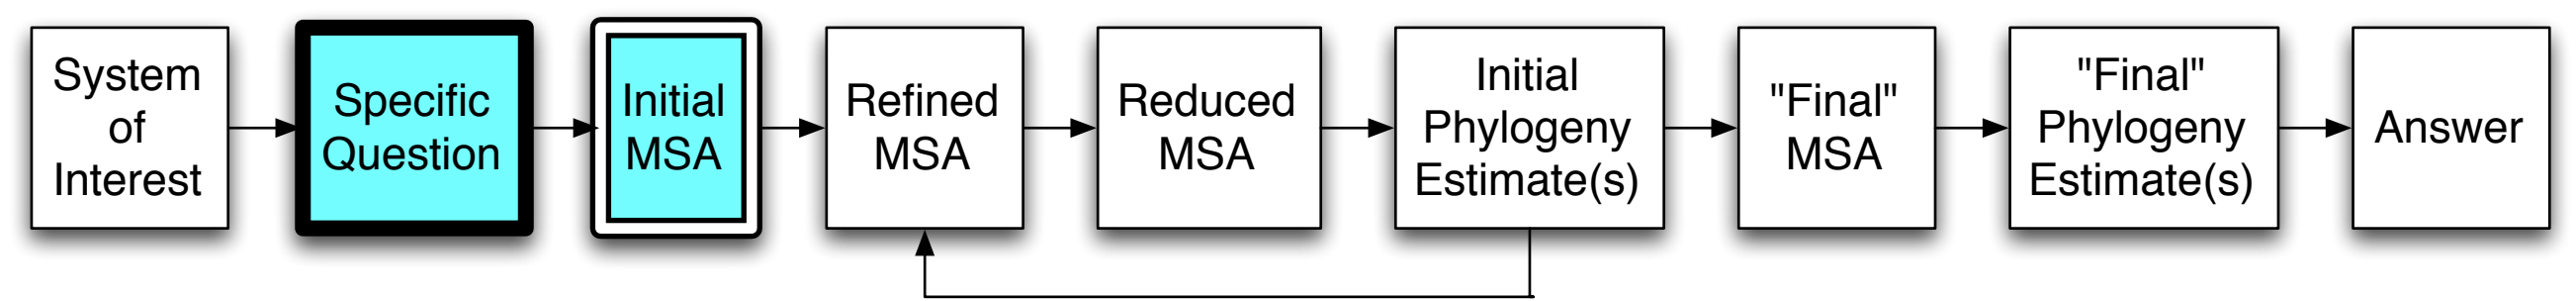 System
of
Interest
Specific
Question
Initial
MSA
Refined
MSA
Reduced
MSA
Initial
Phylogeny
Estimate(s)
"Final"
MSA
"Final"
Phylogeny
Estimate(s)
Answer